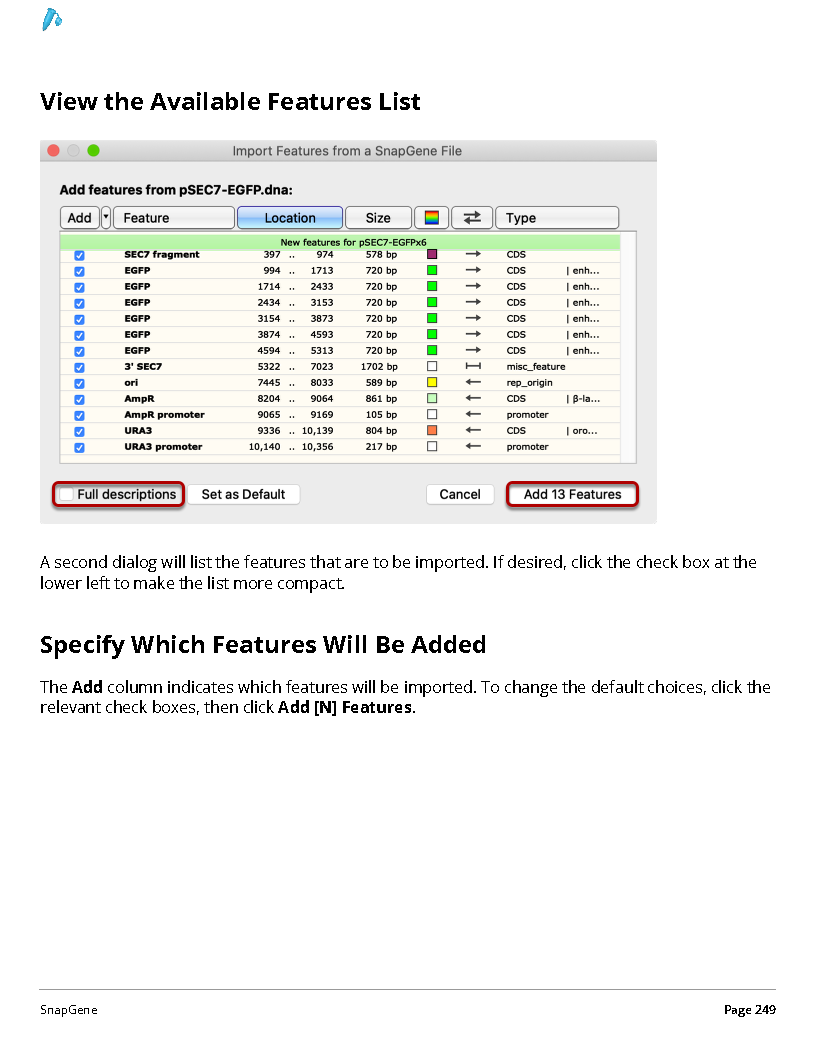 View the Available Features List
Import Features from a SnapGene File
Add features from pSEC7-EGFP.dna:
Add Feature Location Size Type
New features for pSEC7-EGFPx6
SEC7 fragment 397 .. 974 578 bp CDS
EGFP 994 .. 1713 720 bp CDS | enh...
EGFP 1714 .. 2433 720 bp CDS | enh...
EGFP 2434 .. 3153 720 bp CDS | enh...
EGFP 3154 .. 3873 720 bp CDS | enh...
EGFP 3874 .. 4593 720 bp CDS | enh...
EGFP 4594 .. 5313 720 bp CDS | enh...
3' SEC7 5322 .. 7023 1702 bp misc_feature
ori 7445 .. 8033 589 bp rep_origin
AmpR 8204 .. 9064 861 bp CDS | β-la...
AmpR promoter 9065 .. 9169 105 bp promoter
URA3 9336 .. 10,139 804 bp CDS | oro...
URA3 promoter 10,140 .. 10,356 217 bp promoter
Full descriptions Set as Default Cancel Add 13 Features
A second dialog will list the features that are to be imported. If desired, click the check box at the
lower left to make the list more compact.
Specify Which Features Will Be Added
The Add column indicates which features will be imported. To change the default choices, click the
relevant check boxes, then click Add [N] Features.
SnapGene Page 249